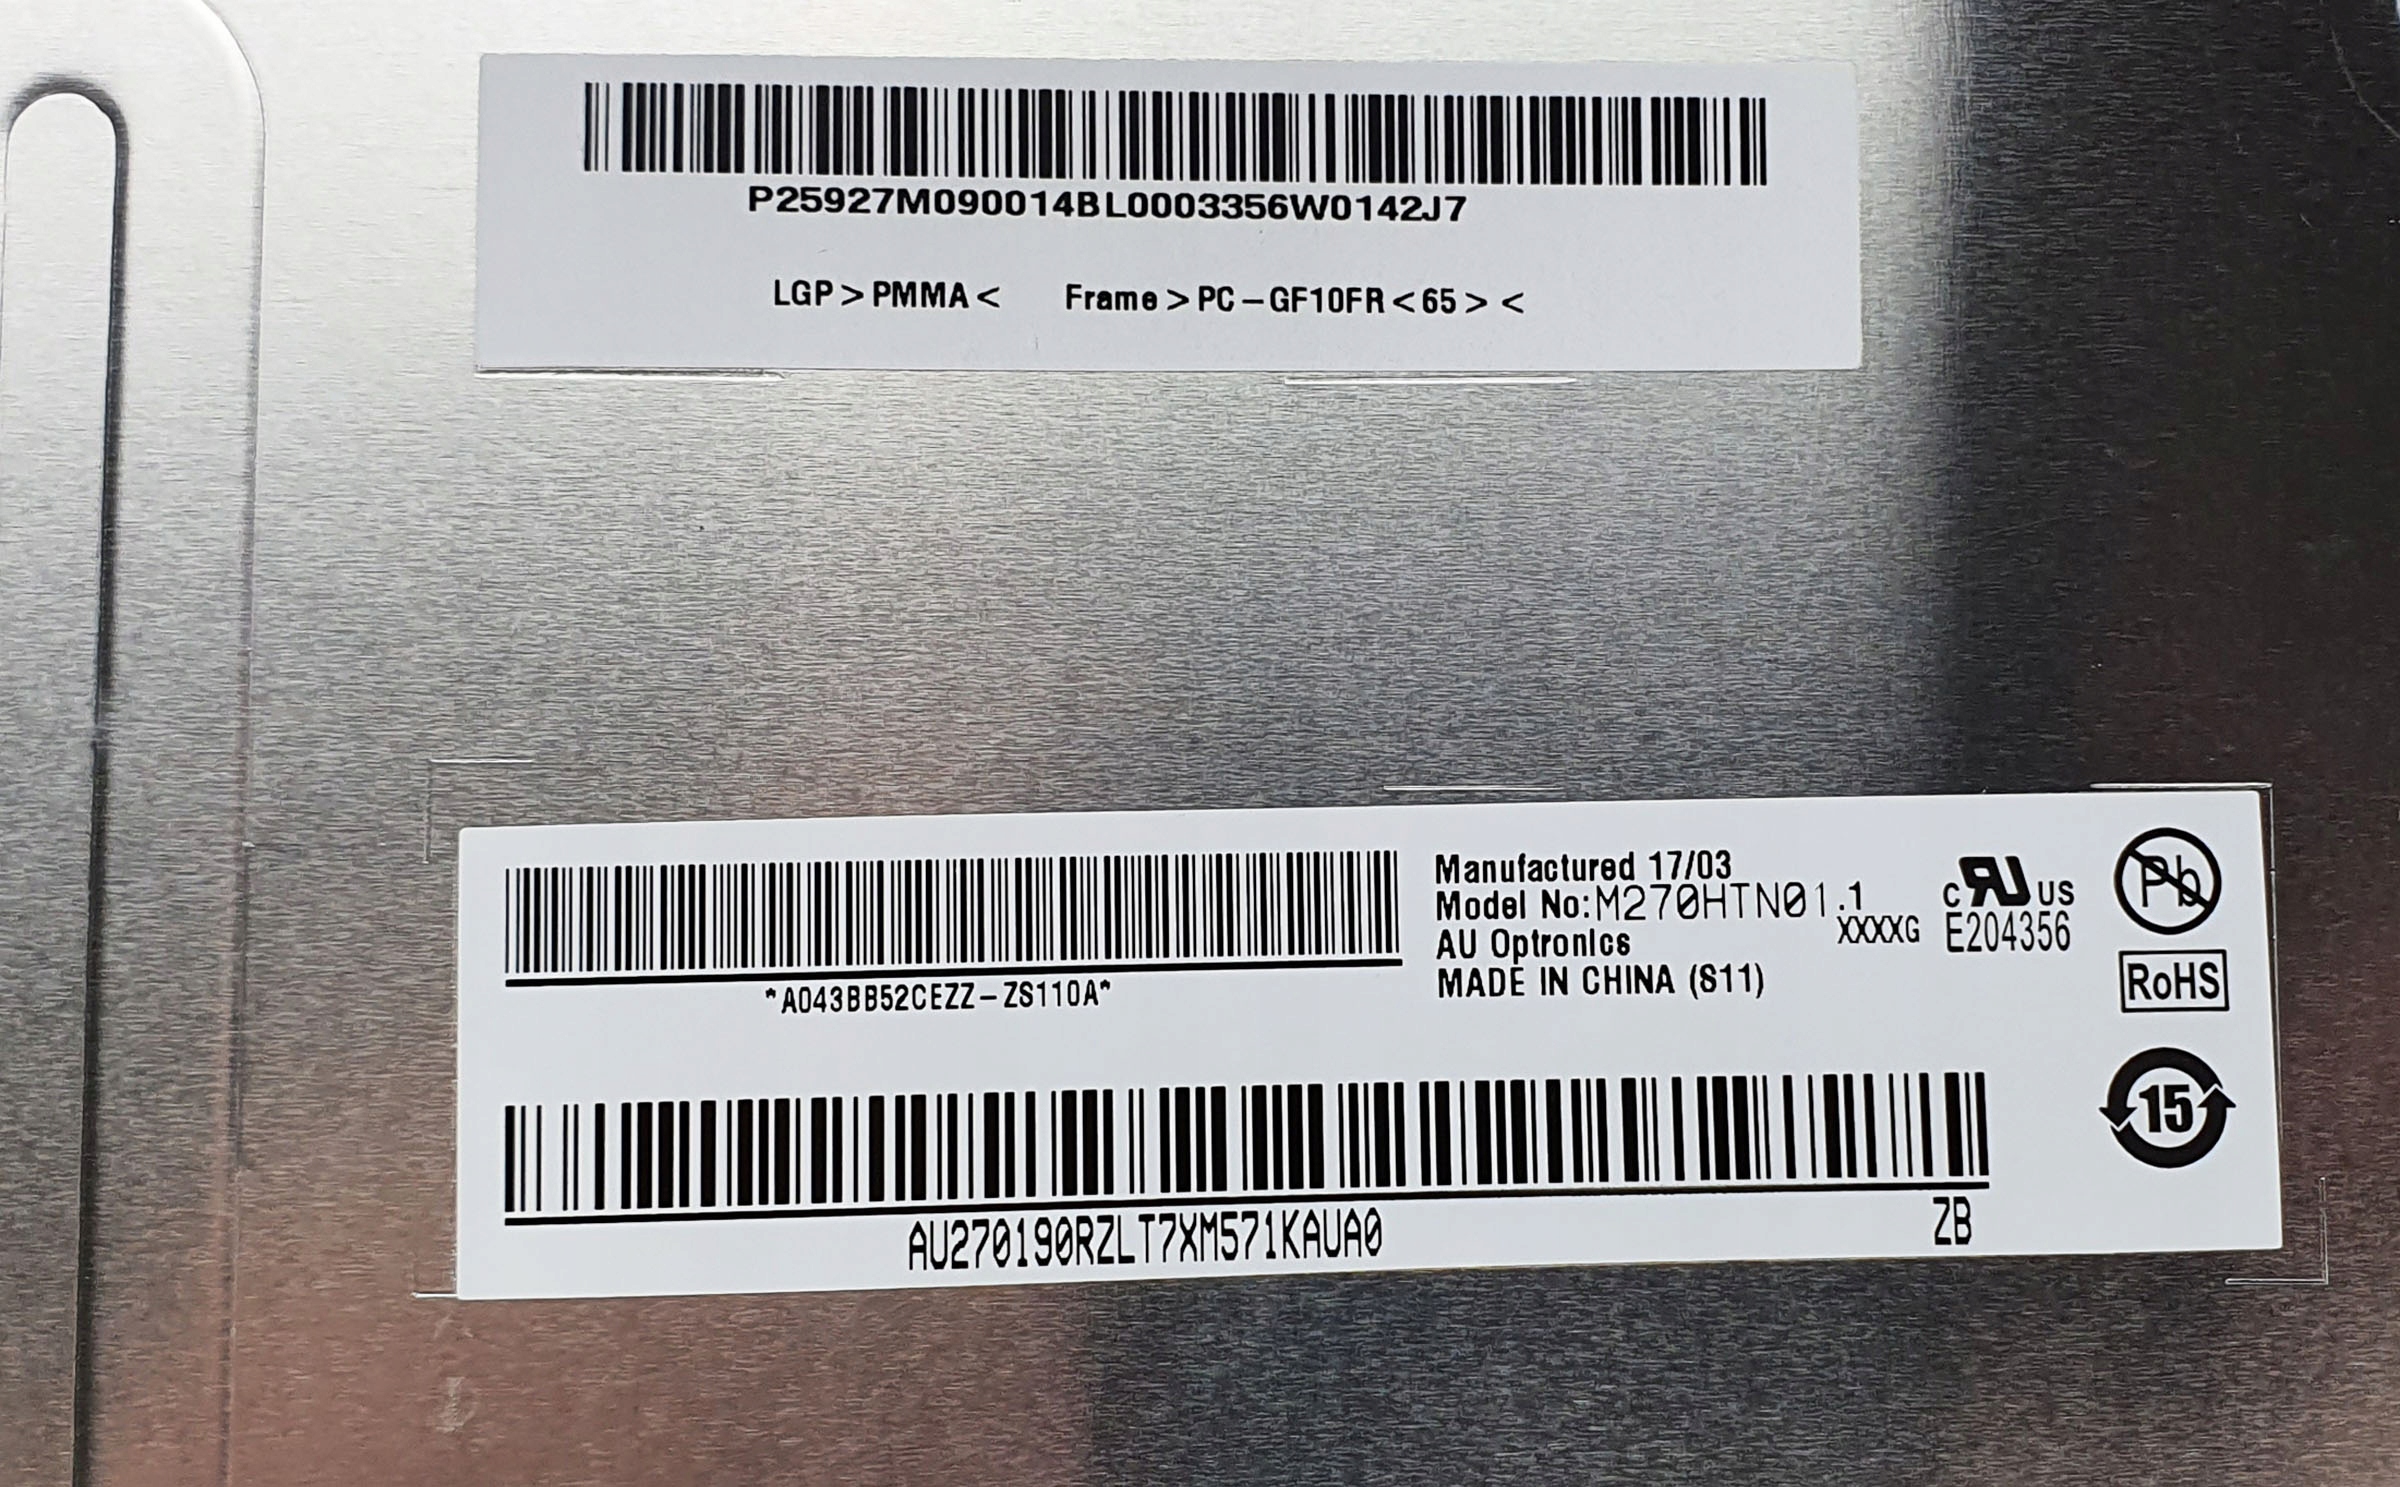 P25927M090014BL0003356W0142J7
LGP>PMMA< Frame>PC-GF10FR<65><
Manufactured 17/03
Model No:M270HTN01.1
XXXXG
AU Optronics
MADE IN CHINA (S11)
*A043BB52CEZZ-ZS110A*
c RU US
E204356
Pb
RoHS
15
AU270190RZLT7XM571KAUA0
ZB